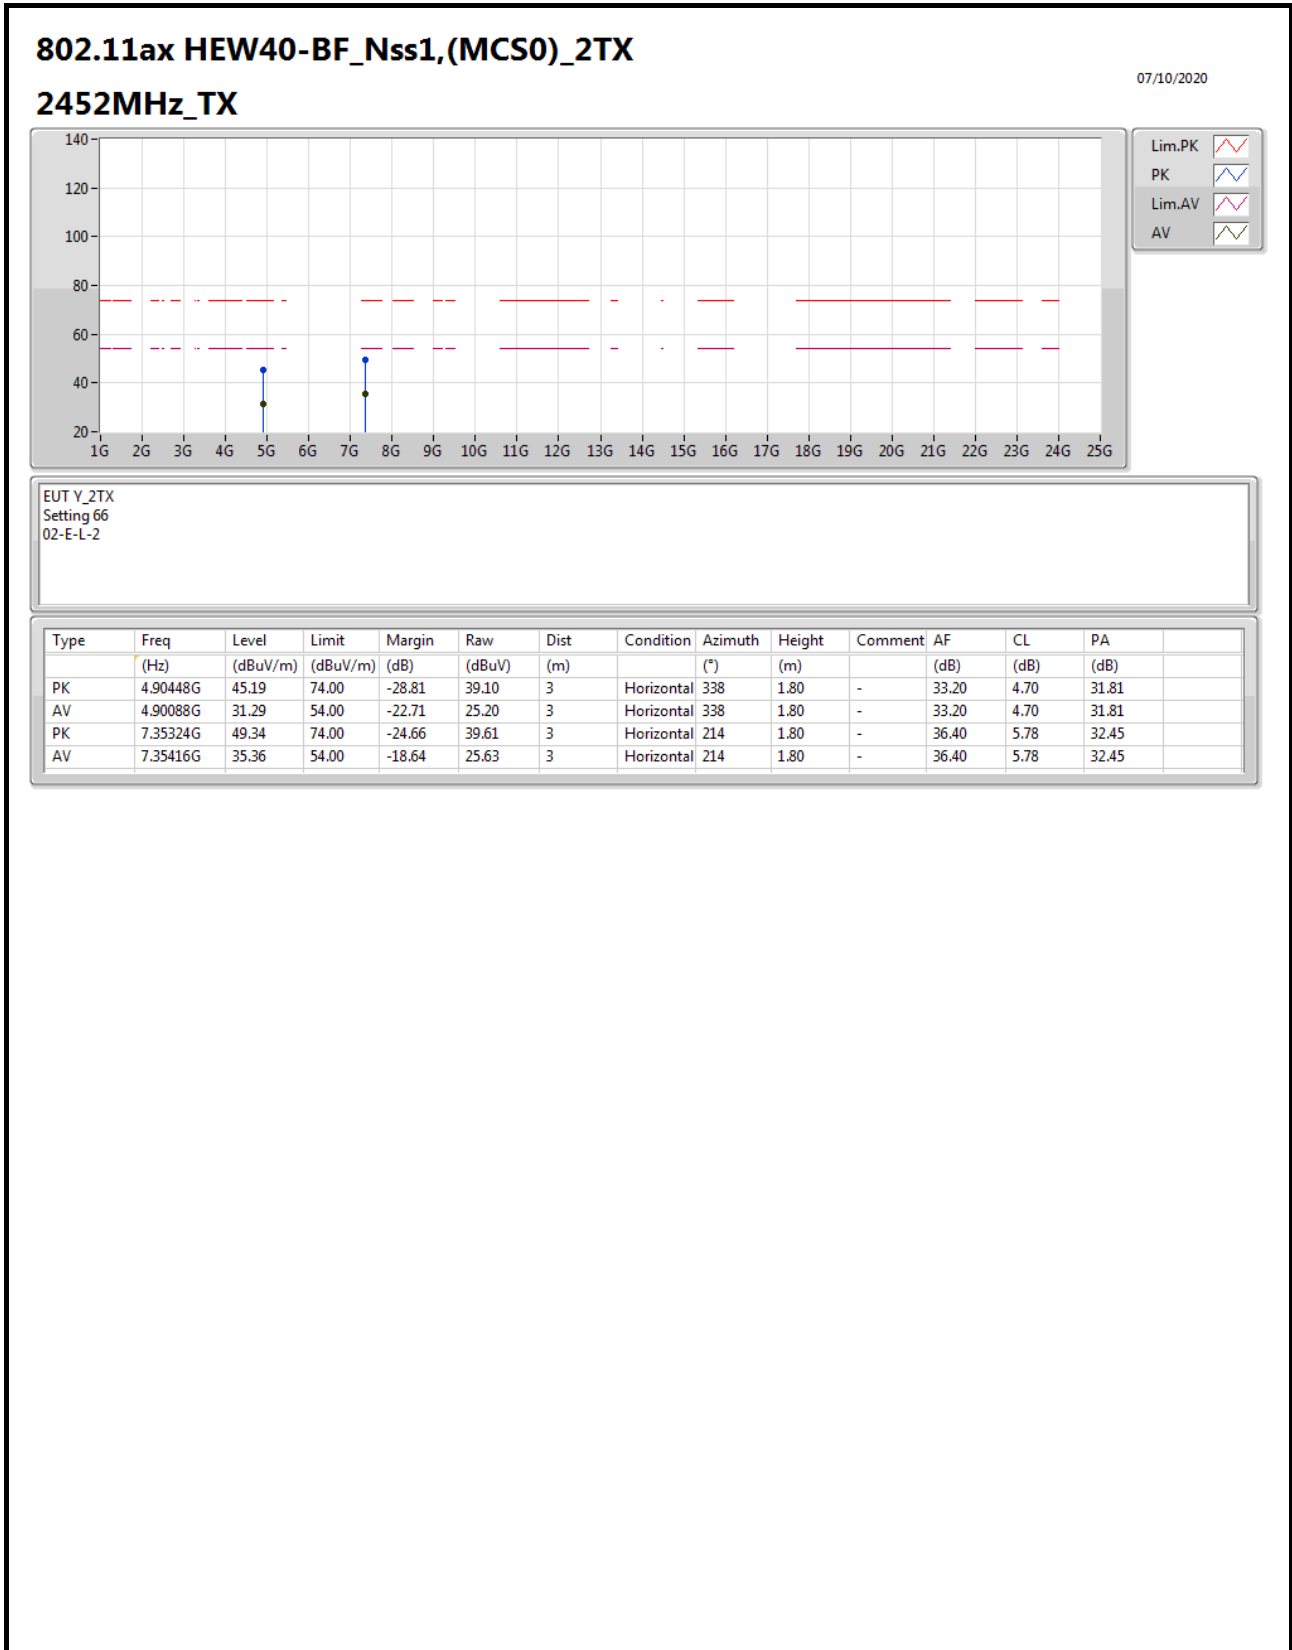 802.11ax HEW40-BF_Nss1,(MCS0)_2TX
07/10/2020
2452MHz_TX
140
120
100
80
60
40
20
1G 2G 3G 4G 5G 6G 7G 8G 9G 10G 11G 12G 13G 14G 15G 16G 17G 18G 19G 20G 21G 22G 23G 24G 25G
Lim.PK
PK
Lim.AV
AV
EUT Y_2TX
Setting 66
02-E-L-2
Type Freq Level Limit Margin Raw Dist Condition Azimuth Height Comment AF CL PA
(Hz) (dBuV/m) (dBuV/m) (dB) (dBuV) (m) (°) (m) (dB) (dB) (dB)
PK 4.90448G 45.19 74.00 -28.81 39.10 3 Horizontal 338 1.80 - 33.20 4.70 31.81
AV 4.90088G 31.29 54.00 -22.71 25.20 3 Horizontal 338 1.80 - 33.20 4.70 31.81
PK 7.35324G 49.34 74.00 -24.66 39.61 3 Horizontal 214 1.80 - 36.40 5.78 32.45
AV 7.35416G 35.36 54.00 -18.64 25.63 3 Horizontal 214 1.80 - 36.40 5.78 32.45